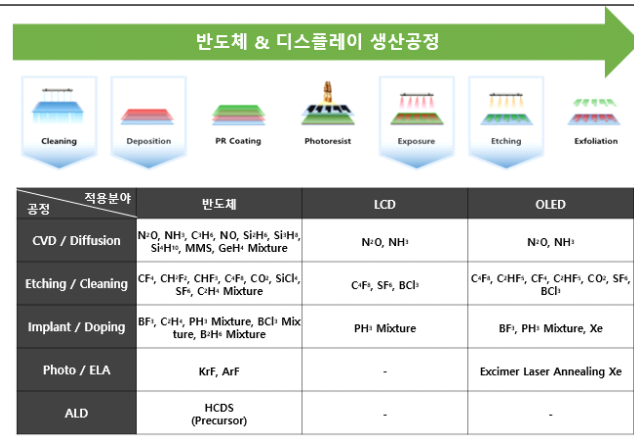 반도체 & 디스플레이 생산공정
Cleaning
Deposition
PR Coating
Photoresist
Exposure
Etching
Exfoliation
적용분야
공정
반도체
LCD
OLED
CVD / Diffusion
N²O, NH³, C³H⁶, NO, Si²H⁶, Si³H⁸,
Si⁴H¹⁰, MMS, GeH⁴ Mixture
N²O, NH³
N²O, NH³
Etching / Cleaning
CF⁴, CH²F², CHF³, C⁴F⁸, CO², SiCl⁴,
SF⁶, C²H⁴ Mixture
C⁴F⁸, SF⁶, BCl³
C⁴F⁸, C²HF⁵, CF⁴, C²HF⁵, CO², SF⁶,
BCl³
Implant / Doping
BF³, C²H⁴, PH³ Mixture, BCl³ Mix
ture, B²H⁶ Mixture
PH³ Mixture
BF³, PH³ Mixture, Xe
Photo / ELA
KrF, ArF
-
Excimer Laser Annealing Xe
ALD
HCDS
(Precursor)
-
-